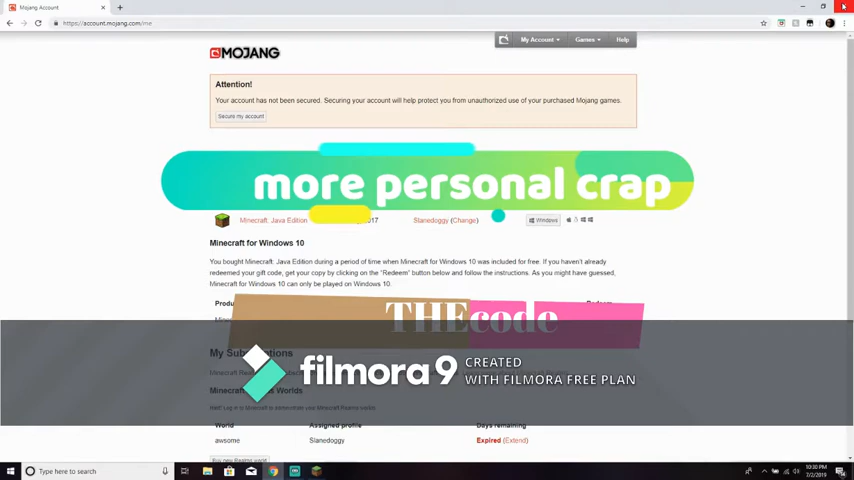 Mojang Account
https://account.mojang.com/me
MOJANG
My Account
Games
Help
Attention!
Your account has not been secured. Securing your account will help protect you from unauthorized use of your purchased Mojang games.
Secure my account
more personal crap
Minecraft: Java Edition
2017
Slanedoggy (Change)
Windows
Minecraft for Windows 10
You bought Minecraft: Java Edition during a period of time when Minecraft for Windows 10 was included for free. If you haven't already
redeemed your gift code, get your copy by clicking on the "Redeem" button below and follow the instructions. As you might have guessed,
Minecraft for Windows 10 can only be played on Windows 10.
THEcode
filmora9
CREATED
WITH FILMORA FREE PLAN
World
Assigned profile
Days remaining
awsome
Slanedoggy
Expired (Extend)
Type here to search
10:30 PM
7/2/2019